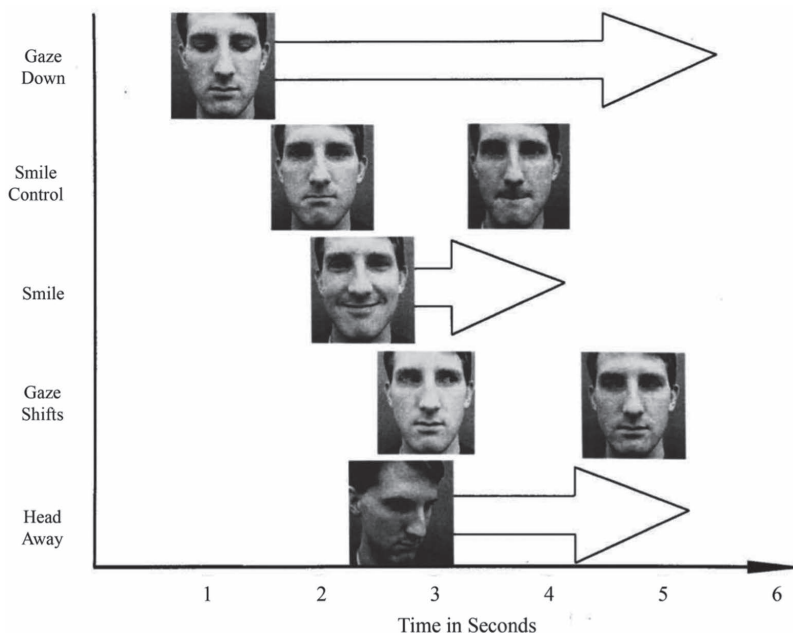 Gaze
Down
Smile
Control
Smile
Gaze
Shifts
Head
Away
1 2 3 4 5 6
Time in Seconds